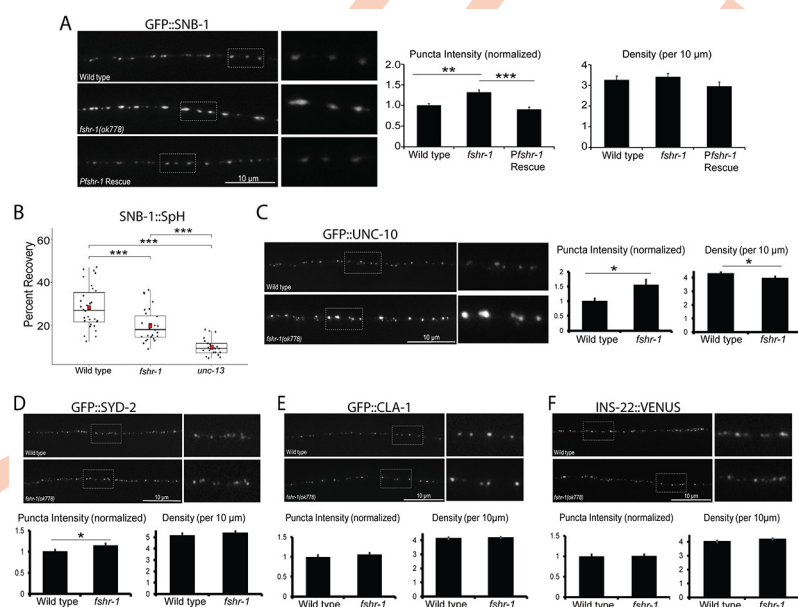 A
GFP::SNB-1
Wild type
fshr-1(ok778)
Pfshr-1 Rescue
10 µm
Puncta Intensity (normalized)
2.0
1.5
1.0
0.5
0
**
***
Wild type
fshr-1
Pfshr-1
Rescue
Density (per 10 µm)
4
3
2
1
0
Wild type
fshr-1
Pfshr-1
Rescue
B
SNB-1::SpH
Percent Recovery
60
40
20
***
***
***
Wild type
fshr-1
unc-13
C
GFP::UNC-10
Wild type
fshr-1(ok778)
10 µm
Puncta Intensity (normalized)
2
1.5
1
0.5
0
*
Wild type
fshr-1
Density (per 10 µm)
*
4
3
2
1
0
Wild type
fshr-1
D
GFP::SYD-2
Wild type
fshr-1(ok778)
10 µm
Puncta Intensity (normalized)
1.5
1
0.5
0
*
Wild type
fshr-1
Density (per 10 µm)
5
4
3
2
1
0
Wild type
fshr-1
E
GFP::CLA-1
Wild type
fshr-1(ok778)
10 µm
Puncta Intensity (normalized)
1.5
1
0.5
0
Wild type
fshr-1
Density (per 10µm)
4
3
2
1
0
Wild type
fshr-1
F
INS-22::VENUS
Wild type
fshr-1(ok778)
10 µm
Puncta Intensity (normalized)
1.5
1
0.5
0
Wild type
fshr-1
Density (per 10µm)
5
4
3
2
1
0
Wild type
fshr-1